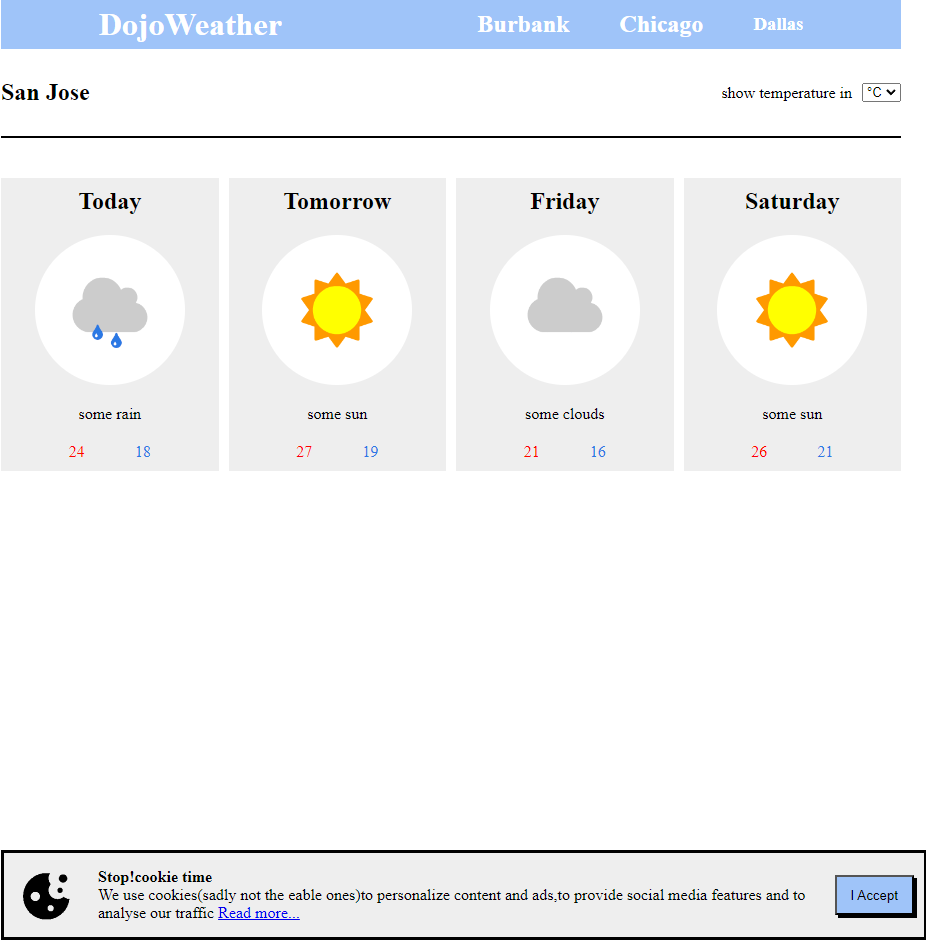 DojoWeather Burbank Chicago Dallas
San Jose show temperature in °C
Today Tomorrow Friday Saturday
some rain some sun some clouds some sun
24 18 27 19 21 16 26 21
Stop!cookie time
We use cookies(sadly not the eable ones)to personalize content and ads,to provide social media features and to
analyse our traffic Read more...
I Accept